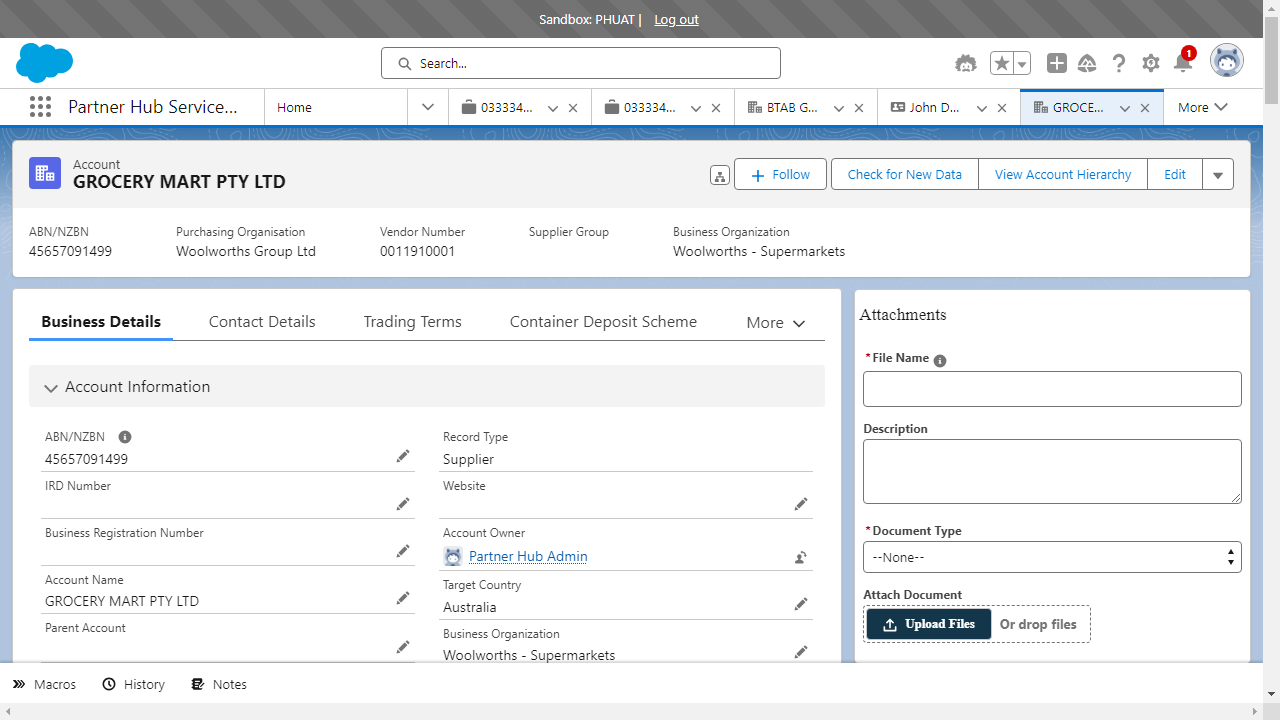 Sandbox: PHUAT | Log out
Search...
1
Partner Hub Service...
Home
033334...
033334...
BTAB G...
John D...
GROCE...
More
Account
GROCERY MART PTY LTD
Follow
Check for New Data
View Account Hierarchy
Edit
ABN/NZBN
45657091499
Purchasing Organisation
Woolworths Group Ltd
Vendor Number
0011910001
Supplier Group
Business Organization
Woolworths - Supermarkets
Business Details
Contact Details
Trading Terms
Container Deposit Scheme
More
Account Information
ABN/NZBN
45657091499
IRD Number
Business Registration Number
Account Name
GROCERY MART PTY LTD
Parent Account
Record Type
Supplier
Website
Account Owner
Partner Hub Admin
Target Country
Australia
Business Organization
Woolworths - Supermarkets
Attachments
*File Name
Description
*Document Type
--None--
Attach Document
Upload Files
Or drop files
Macros
History
Notes